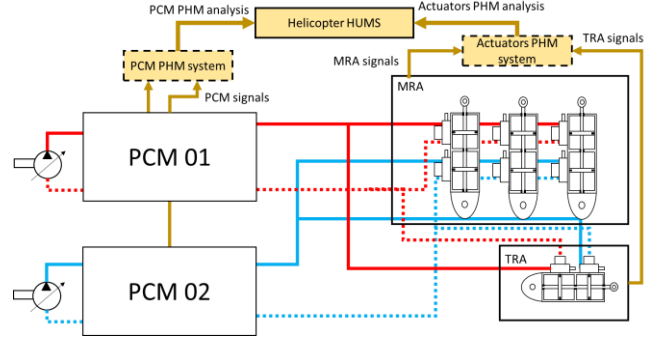 PCM PHM analysis
Helicopter HUMS
Actuators PHM analysis
PCM PHM system
Actuators PHM
system
TRA signals
MRA signals
PCM signals
MRA
PCM 01
PCM 02
TRA